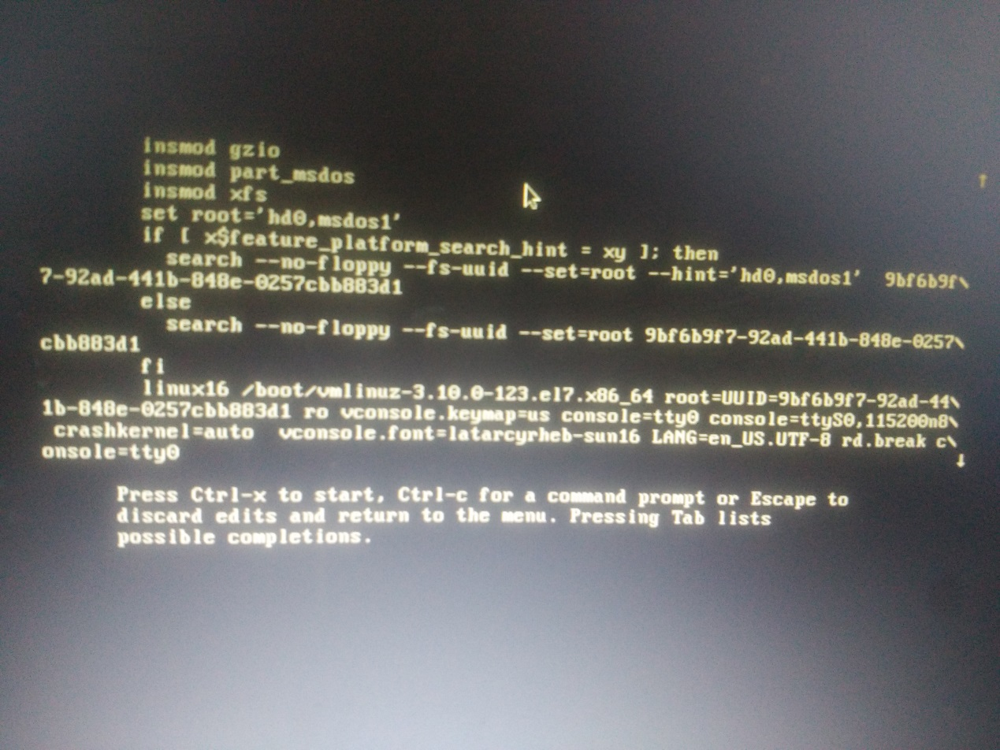 insmod gzio
insmod part_msdos
insmod xfs
set root='hd0,msdos1'
if [ x$feature_platform_search_hint = xy ]; then
search --no-floppy --fs-uuid --set=root --hint='hd0,msdos1'  9bf6b9f\
7-92ad-441b-848e-0257cbb883d1
else
search --no-floppy --fs-uuid --set=root 9bf6b9f7-92ad-441b-848e-0257\
cbb883d1
fi
linux16 /boot/vmlinuz-3.10.0-123.el7.x86_64 root=UUID=9bf6b9f7-92ad-44\
1b-848e-0257cbb883d1 ro vconsole.keymap=us console=tty0 console=ttyS0,115200n8\
crashkernel=auto  vconsole.font=latarcyrheb-sun16 LANG=en_US.UTF-8 rd.break c\
onsole=tty0
Press Ctrl-x to start, Ctrl-c for a command prompt or Escape to
discard edits and return to the menu. Pressing Tab lists
possible completions.